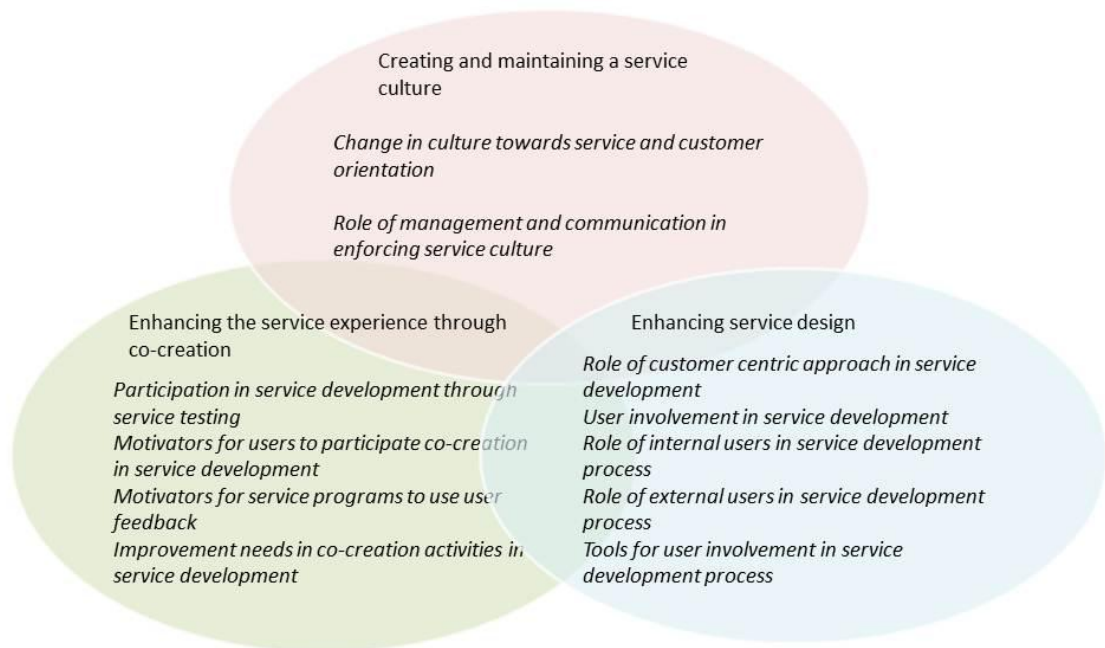 Creating and maintaining a service
culture
Change in culture towards service and customer
orientation
Role of management and communication in
enforcing service culture
Enhancing the service experience through
co-creation
Participation in service development through
service testing
Motivators for users to participate co-creation
in service development
Motivators for service programs to use user
feedback
Improvement needs in co-creation activities in
service development
Enhancing service design
Role of customer centric approach in service
development
User involvement in service development
Role of internal users in service development
process
Role of external users in service development
process
Tools for user involvement in service
development process